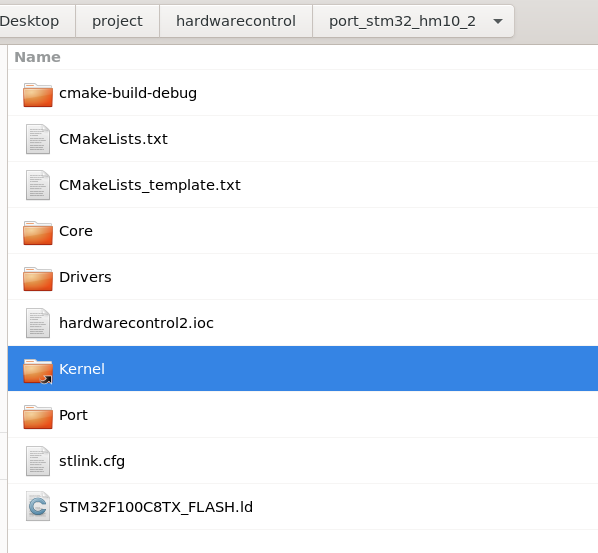 Desktop project hardwarecontrol port_stm32_hm10_2
Name
cmake-build-debug
CMakeLists.txt
CMakeLists_template.txt
Core
Drivers
hardwarecontrol2.ioc
Kernel
Port
stlink.cfg
STM32F100C8TX_FLASH.ld